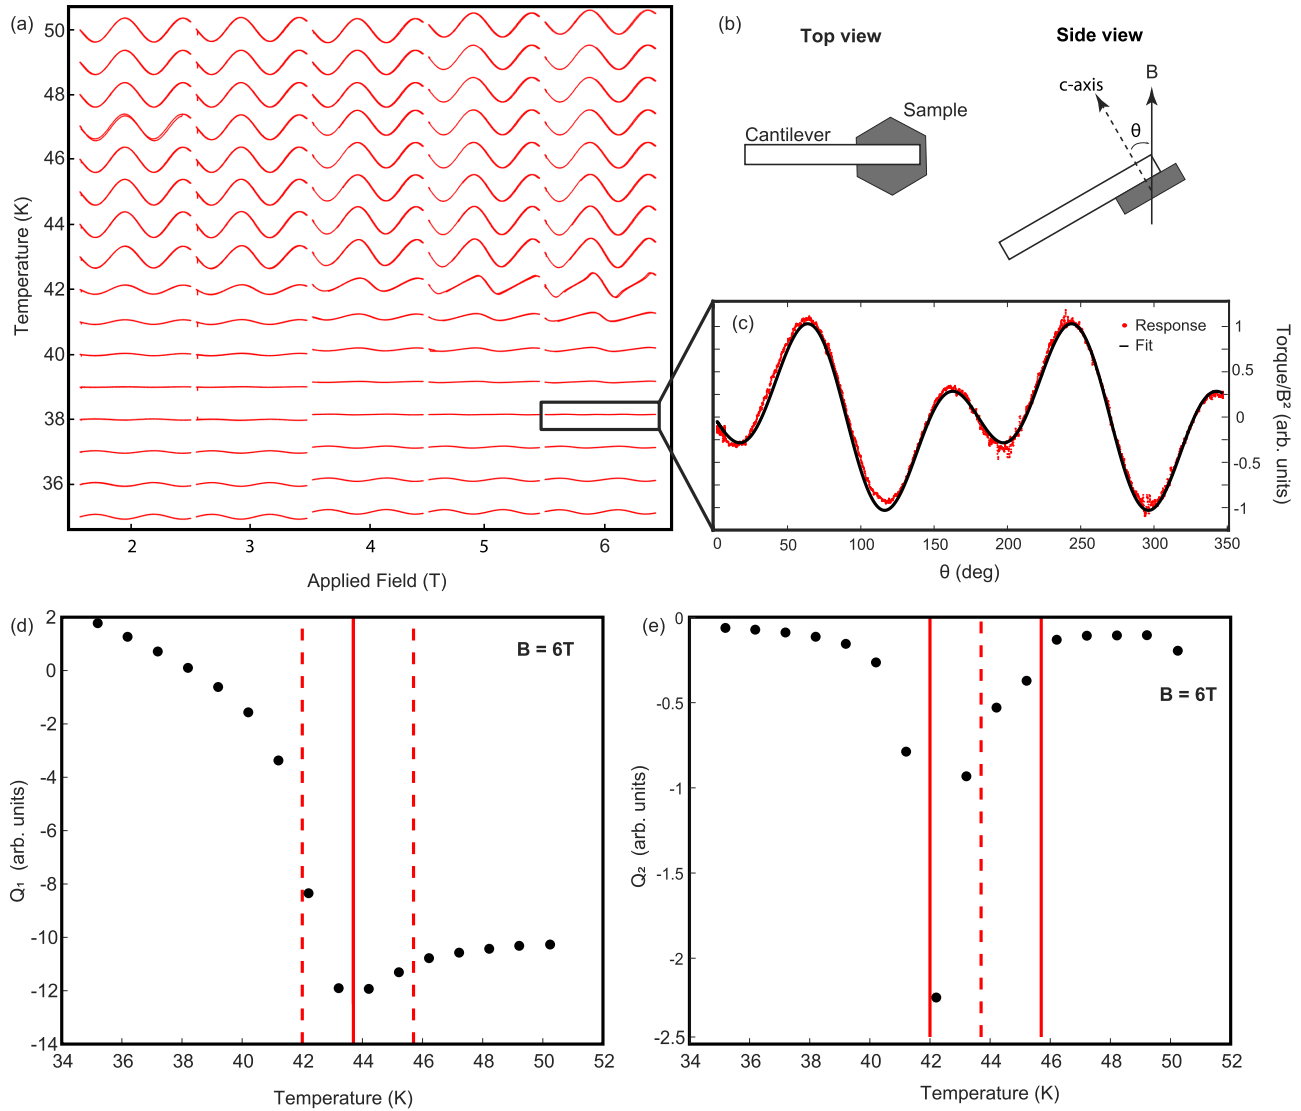 (a)
50
48
46
44
42
40
38
36
Temperature (K)
2
3
4
5
6
Applied Field (T)
(b)
Top view
Side view
Sample
Cantilever
B
c-axis
θ
(c)
Response
Fit
1
0.5
0
-0.5
-1
Torque/B² (arb. units)
0
50
100
150
200
250
300
350
θ (deg)
(d)
B = 6T
2
0
-2
-4
-6
-8
-10
-12
-14
Q₁ (arb. units)
34
36
38
40
42
44
46
48
50
52
Temperature (K)
(e)
B = 6T
0
-0.5
-1
-1.5
-2
-2.5
Q₂ (arb. units)
34
36
38
40
42
44
46
48
50
52
Temperature (K)